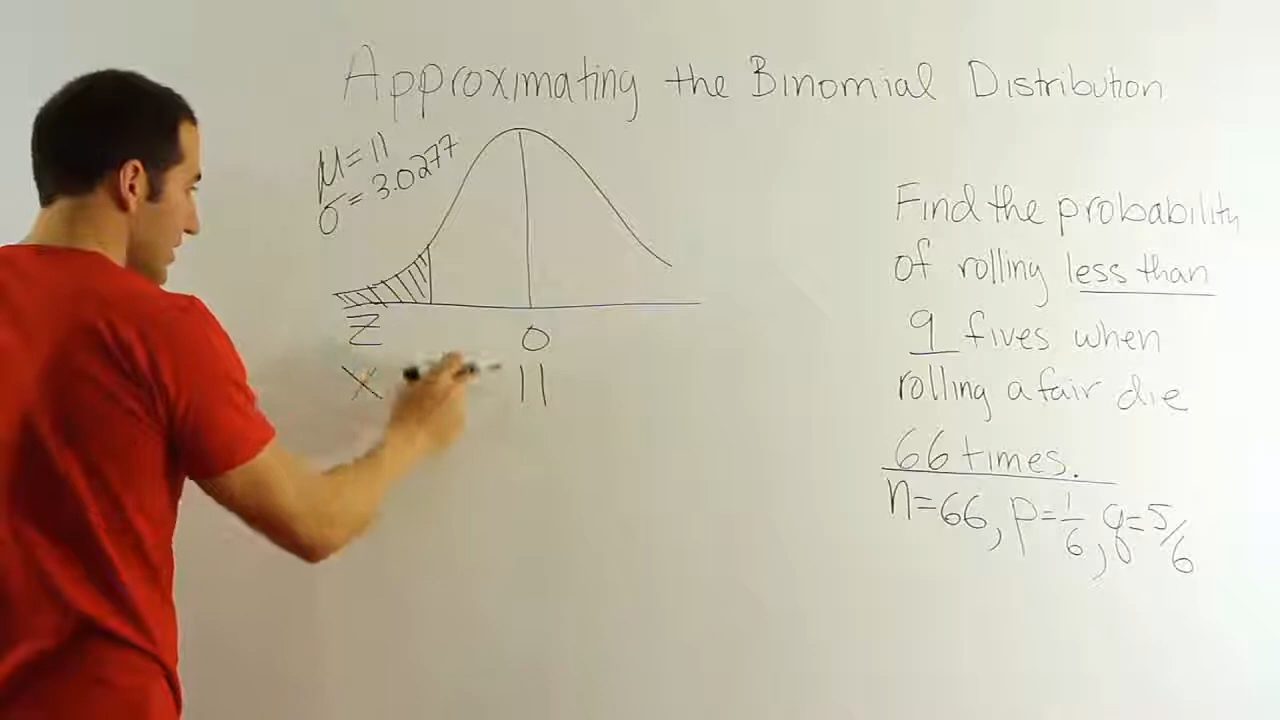 Approximating the Binomial Distribution
μ = 11
σ = 3.0277
Z 0
X 11
Find the probability
of rolling less than
9 fives when
rolling a fair die
66 times.
n=66, p=1/6, q=5/6